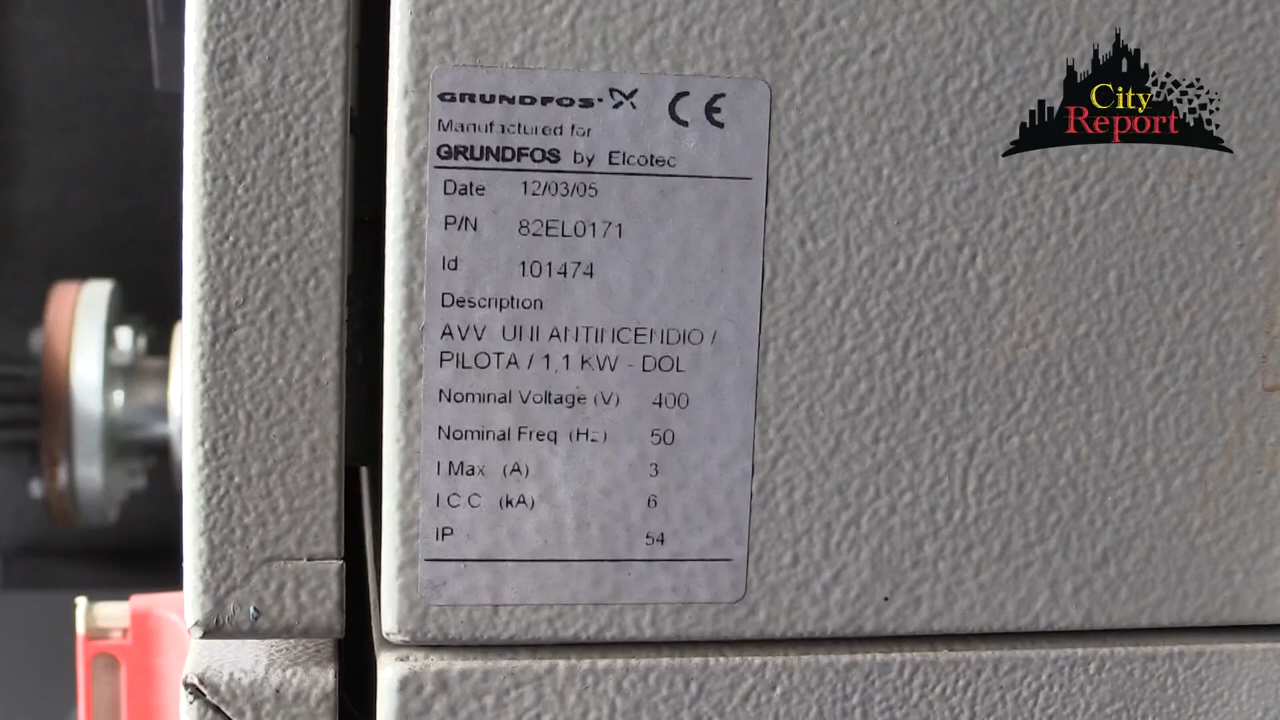 GRUNDFOS CE
Manufactured for
GRUNDFOS by Elcotec
Date 12/03/05
P/N 82EL0171
Id 101474
Description
AVV UNI ANTINCENDIO /
PILOTA / 1,1 KW - DOL
Nominal Voltage (V) 400
Nominal Freq (Hz) 50
I Max (A) 3
I.C.C. (kA) 6
IP 54
City
Report